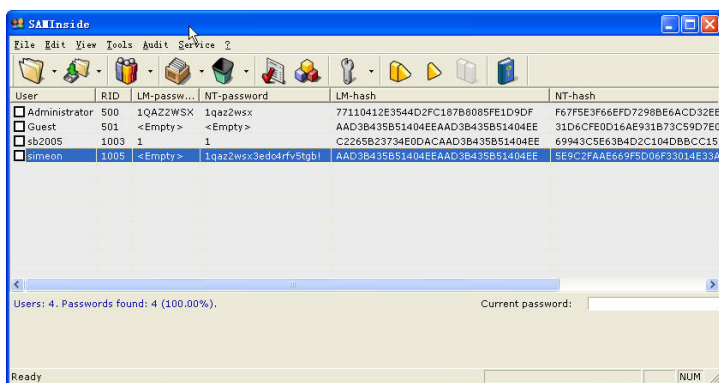 SAMInside
File Edit View Tools Audit Service ?
User RID LM-passw... NT-password LM-hash NT-hash
Administrator 500 1QAZ2WSX 1qaz2wsx 77110412E3544D2FC187B8085FE1D9DF F67F5E3F66EFD7298BE6ACD32EE
Guest 501 <Empty> <Empty> AAD3B435B51404EEAAD3B435B51404EE 31D6CFE0D16AE931B73C59D7E0
sb2005 1003 1 1 C2265B23734E0DACAAD3B435B51404EE 69943C5E63B4D2C104DBBCC15
simeon 1005 <Empty> 1qaz2wsx3edo4rfv5tgb! AAD3B435B51404EEAAD3B435B51404EE 5E9C2FAAE669F5D06F33014E33A
Users: 4. Passwords found: 4 (100.00%). Current password:
Ready NUM